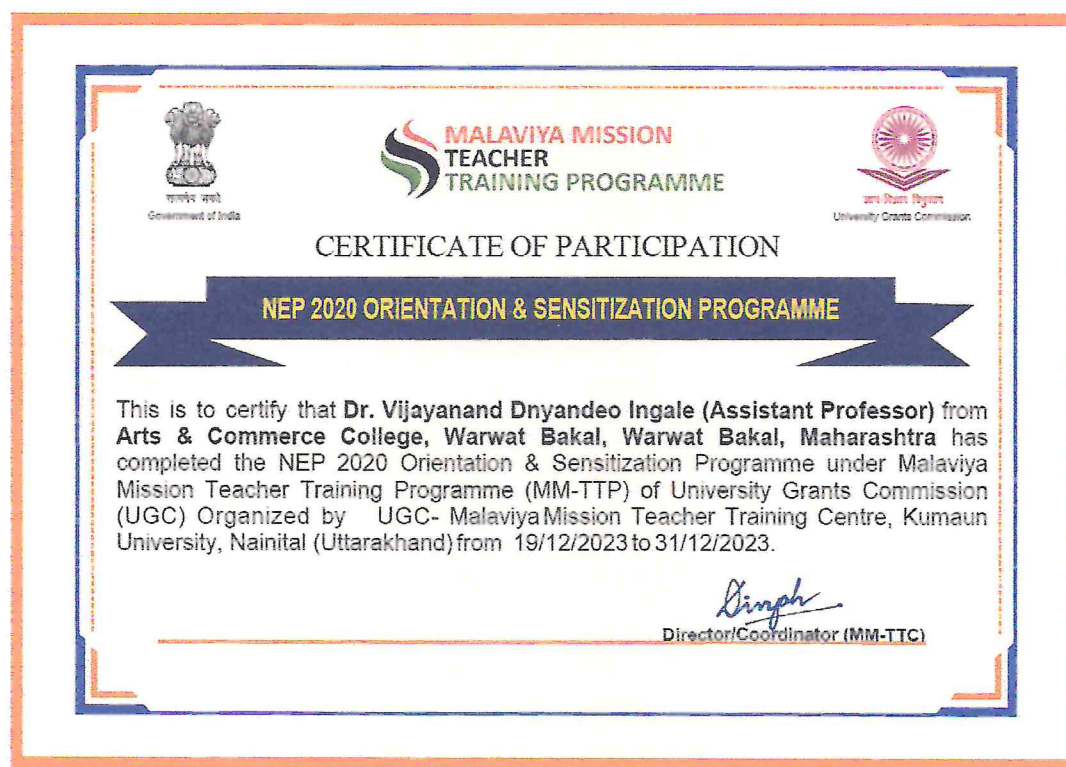 MALAVIYA MISSION
TEACHER
TRAINING PROGRAMME
सत्यमेव जयते
Government of India
ज्ञान-विज्ञान विमुक्तये
University Grants Commission
CERTIFICATE OF PARTICIPATION
NEP 2020 ORIENTATION & SENSITIZATION PROGRAMME
This is to certify that Dr. Vijayanand Dnyandeo Ingale (Assistant Professor) from
Arts & Commerce College, Warwat Bakal, Warwat Bakal, Maharashtra has
completed the NEP 2020 Orientation & Sensitization Programme under Malaviya
Mission Teacher Training Programme (MM-TTP) of University Grants Commission
(UGC) Organized by UGC- Malaviya Mission Teacher Training Centre, Kumaun
University, Nainital (Uttarakhand) from 19/12/2023 to 31/12/2023.
Director/Coordinator (MM-TTC)